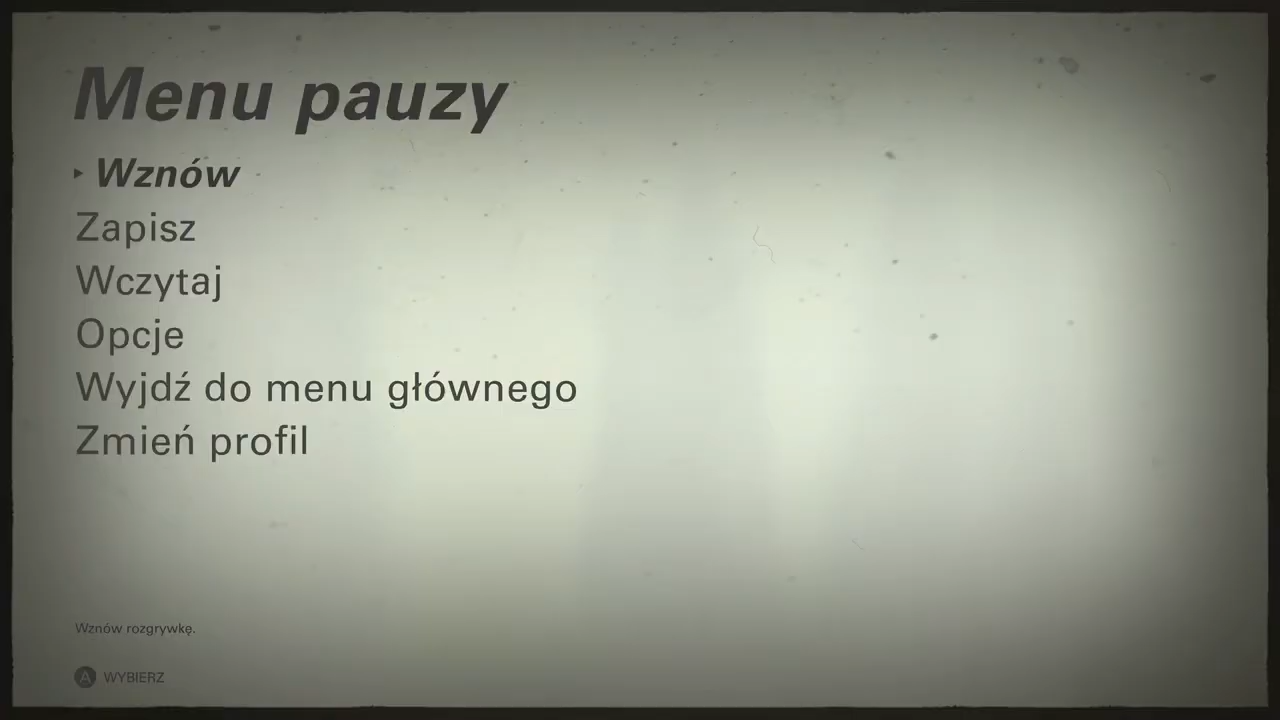 Menu pauzy
Wznów
Zapisz
Wczytaj
Opcje
Wyjdź do menu głównego
Zmień profil
Wznów rozgrywkę.
A WYBIERZ